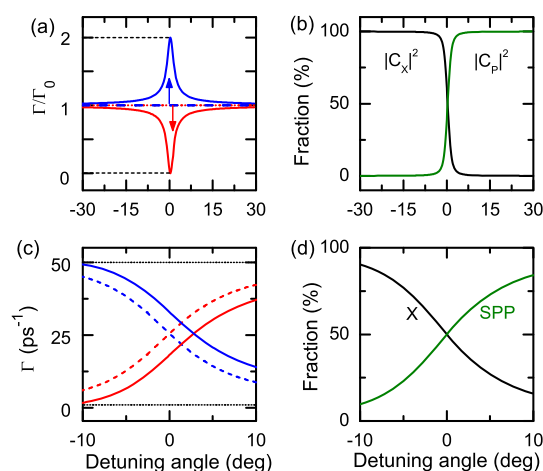 (a)
Γ/Γ0
2
1
0
-30 -15 0 15 30
(b)
Fraction (%)
100
50
0
|C_X|^2
|C_P|^2
-30 -15 0 15 30
(c)
Γ (ps^-1)
50
25
0
-10 -5 0 5 10
Detuning angle (deg)
(d)
Fraction (%)
100
50
0
X
SPP
-10 -5 0 5 10
Detuning angle (deg)